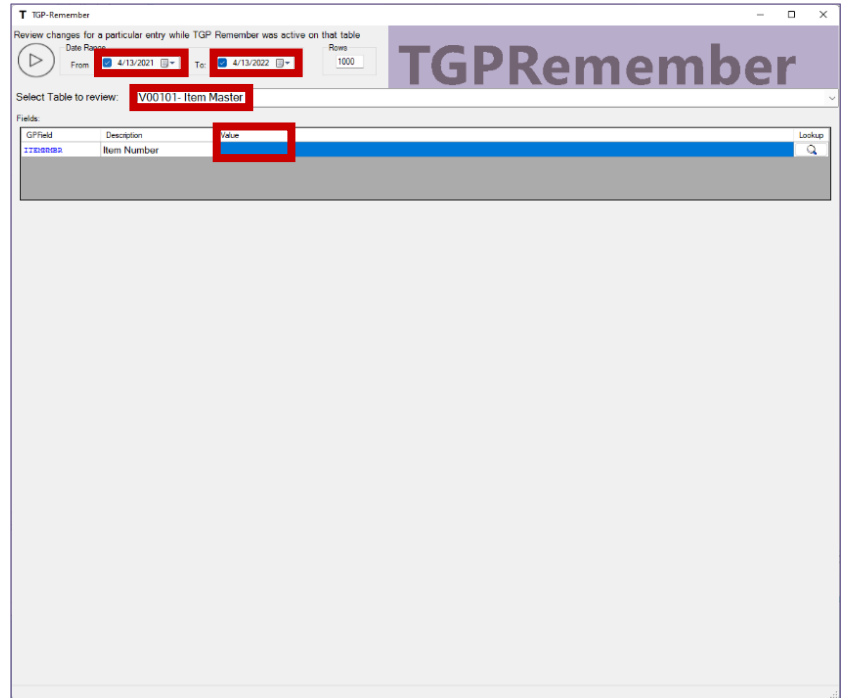 T TGP-Remember
Review changes for a particular entry while TGP Remember was active on that table
Date Range
Rows
From 4/13/2021 To: 4/13/2022 1000
TGPRemember
Select Table to review: V00101- Item Master
Fields:
GPField Description Value Lookup
ITEMNMBR Item Number